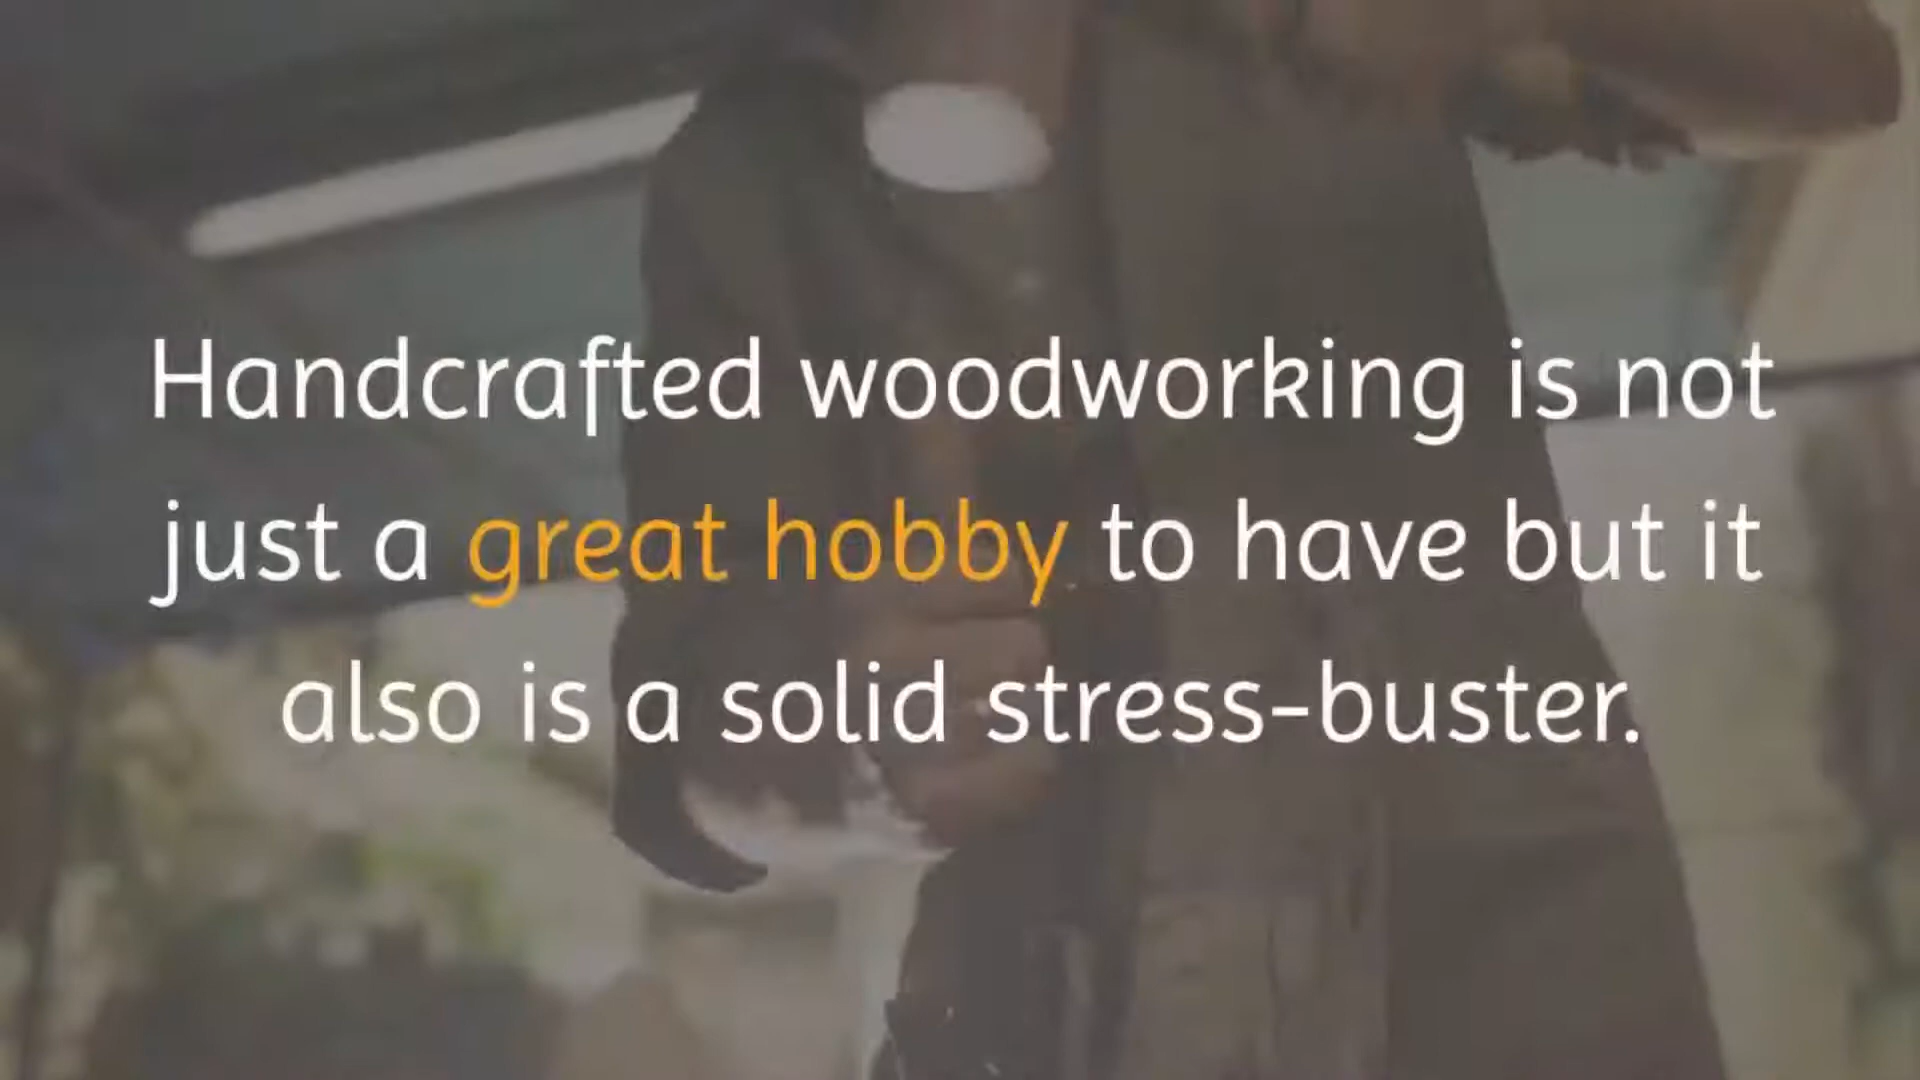 Handcrafted woodworking is not
just a great hobby to have but it
also is a solid stress-buster.